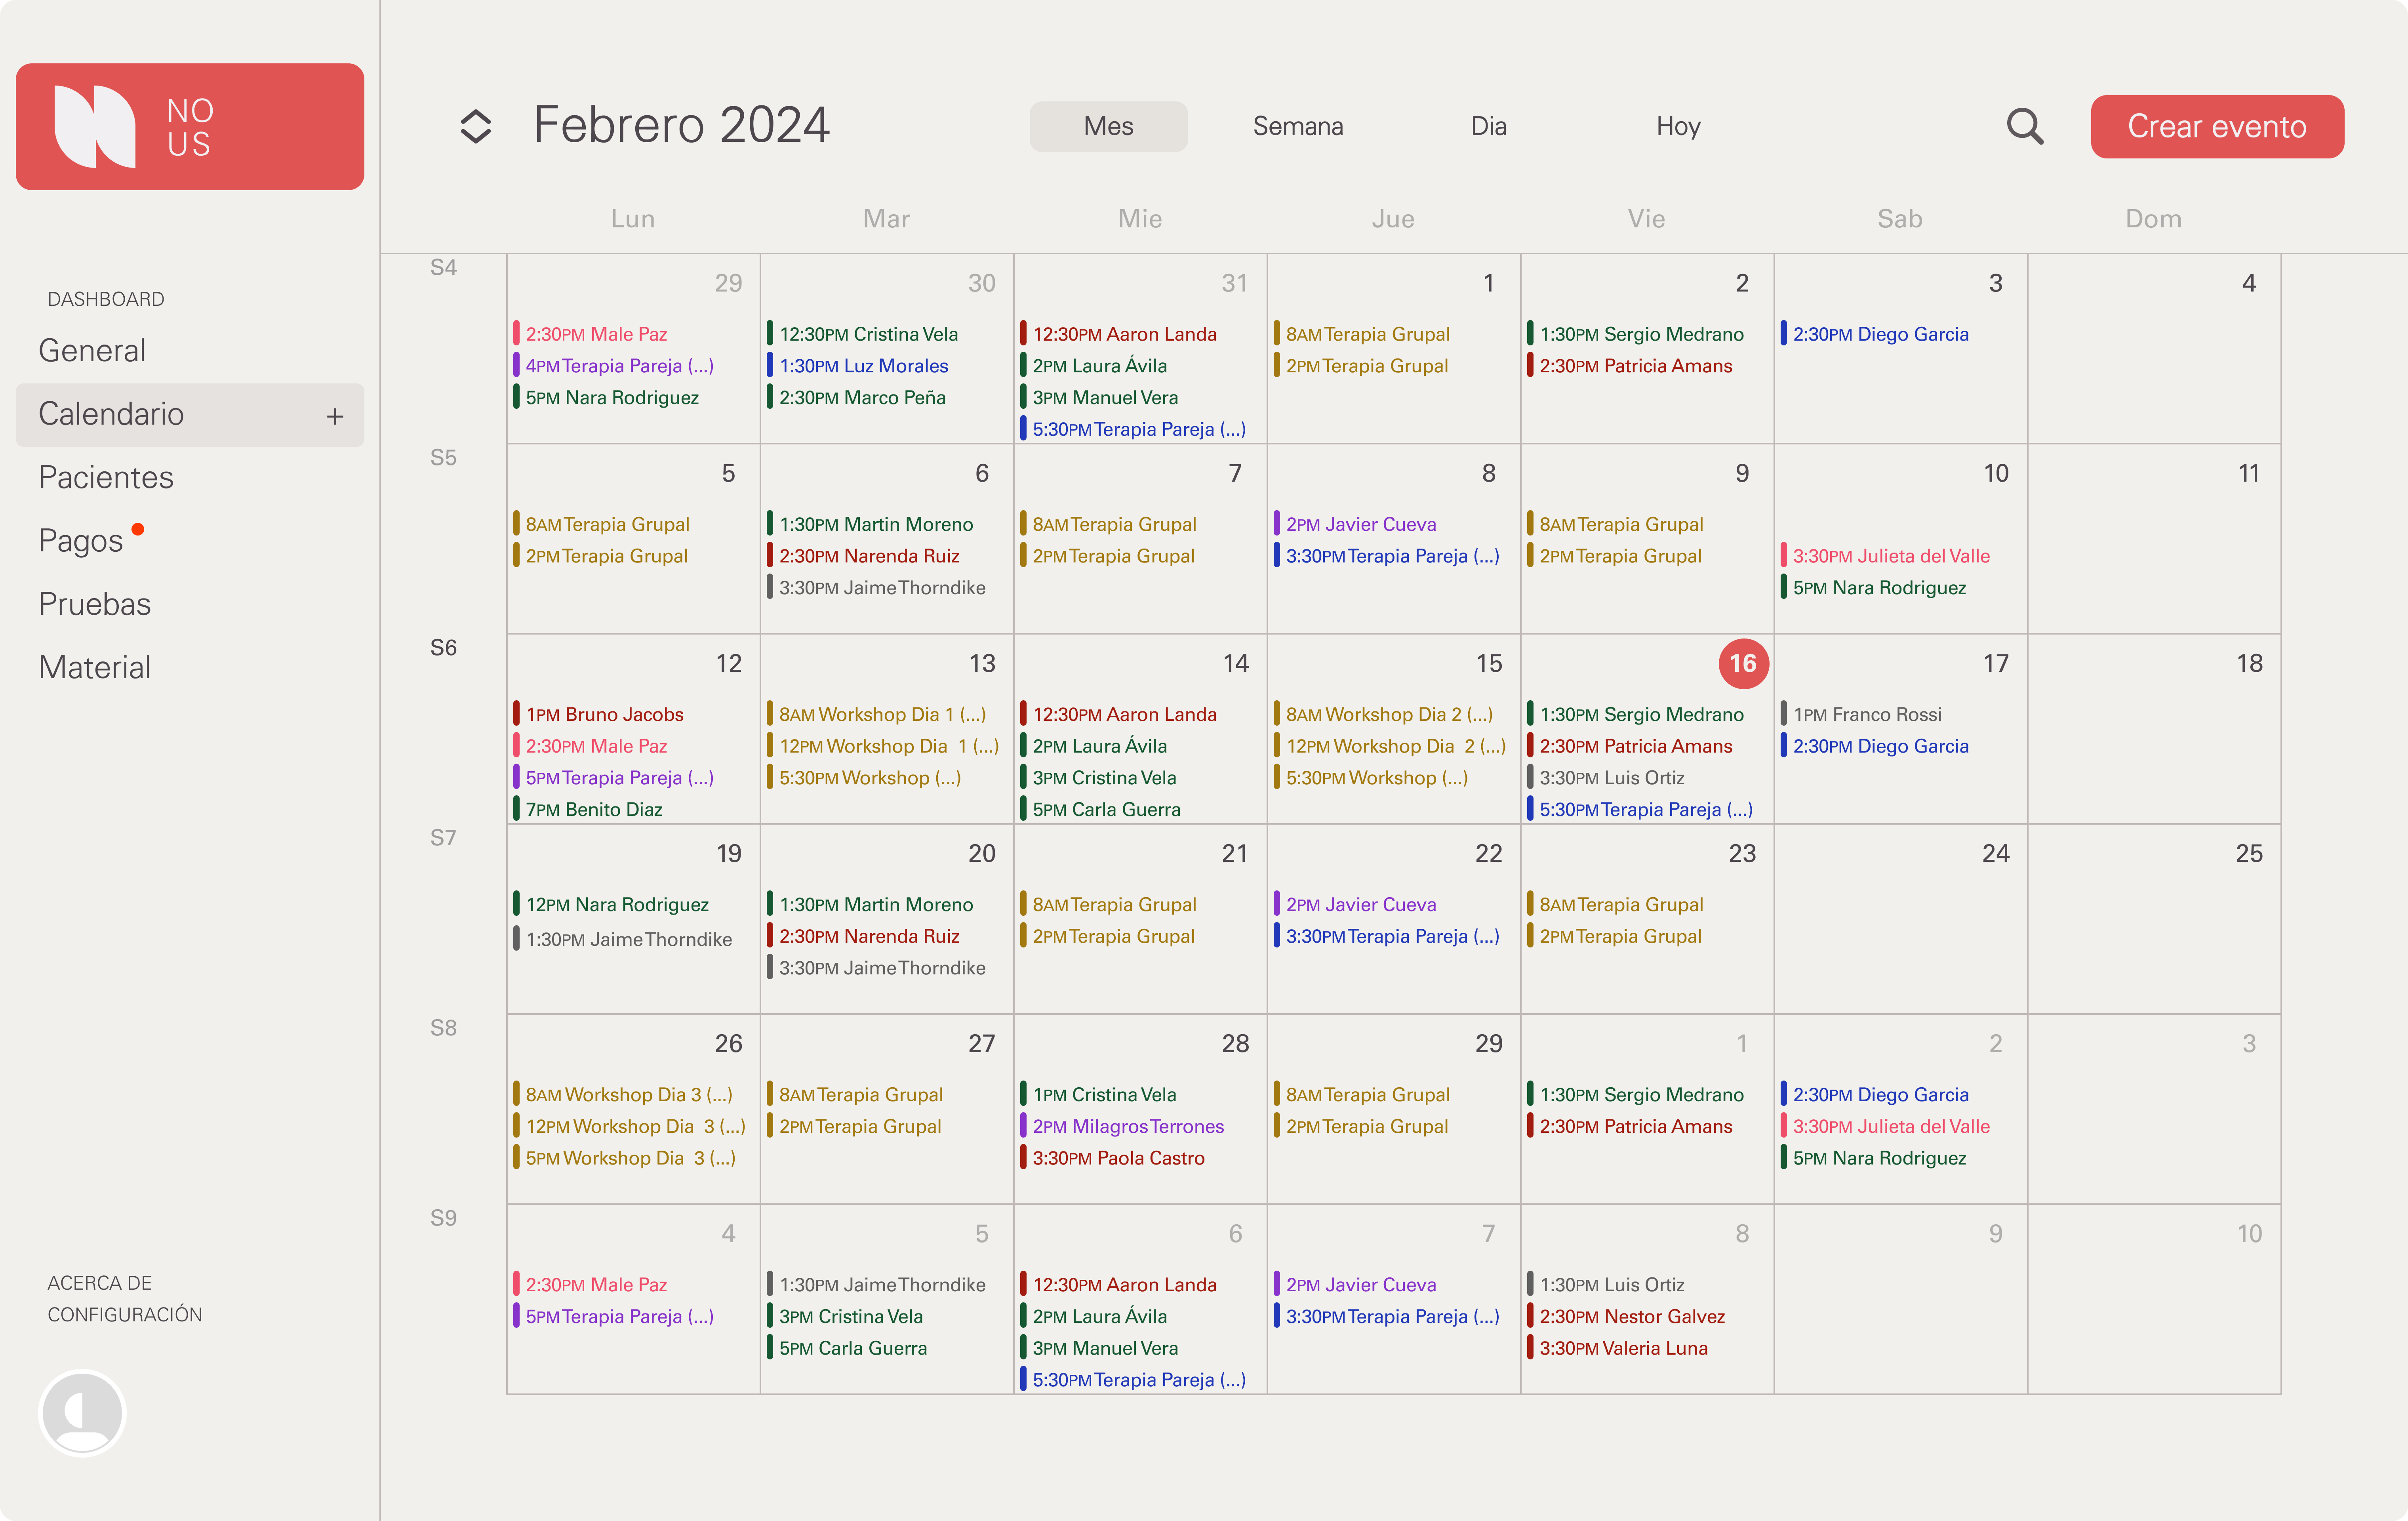 NO
US
Febrero 2024
Mes
Semana
Dia
Hoy
Crear evento
Lun
Mar
Mie
Jue
Vie
Sab
Dom
DASHBOARD
General
Calendario +
Pacientes
Pagos
Pruebas
Material
ACERCA DE
CONFIGURACIÓN
S4
29
2:30PM Male Paz
4PM Terapia Pareja (...)
5PM Nara Rodriguez
30
12:30PM Cristina Vela
1:30PM Luz Morales
2:30PM Marco Peña
31
12:30PM Aaron Landa
2PM Laura Ávila
3PM Manuel Vera
5:30PM Terapia Pareja (...)
1
8AM Terapia Grupal
2PM Terapia Grupal
2
1:30PM Sergio Medrano
2:30PM Patricia Amans
3
2:30PM Diego Garcia
4
S5
5
8AM Terapia Grupal
2PM Terapia Grupal
6
1:30PM Martin Moreno
2:30PM Narenda Ruiz
3:30PM Jaime Thorndike
7
8AM Terapia Grupal
2PM Terapia Grupal
8
2PM Javier Cueva
3:30PM Terapia Pareja (...)
9
8AM Terapia Grupal
2PM Terapia Grupal
10
3:30PM Julieta del Valle
5PM Nara Rodriguez
11
S6
12
1PM Bruno Jacobs
2:30PM Male Paz
5PM Terapia Pareja (...)
7PM Benito Diaz
13
8AM Workshop Dia 1 (...)
12PM Workshop Dia 1 (...)
5:30PM Workshop (...)
14
12:30PM Aaron Landa
2PM Laura Ávila
3PM Cristina Vela
5PM Carla Guerra
15
8AM Workshop Dia 2 (...)
12PM Workshop Dia 2 (...)
5:30PM Workshop (...)
16
1:30PM Sergio Medrano
2:30PM Patricia Amans
3:30PM Luis Ortiz
5:30PM Terapia Pareja (...)
17
1PM Franco Rossi
2:30PM Diego Garcia
18
S7
19
12PM Nara Rodriguez
1:30PM Jaime Thorndike
20
1:30PM Martin Moreno
2:30PM Narenda Ruiz
3:30PM Jaime Thorndike
21
8AM Terapia Grupal
2PM Terapia Grupal
22
2PM Javier Cueva
3:30PM Terapia Pareja (...)
23
8AM Terapia Grupal
2PM Terapia Grupal
24
25
S8
26
8AM Workshop Dia 3 (...)
12PM Workshop Dia 3 (...)
5PM Workshop Dia 3 (...)
27
8AM Terapia Grupal
2PM Terapia Grupal
28
1PM Cristina Vela
2PM Milagros Terrones
3:30PM Paola Castro
29
8AM Terapia Grupal
2PM Terapia Grupal
1
1:30PM Sergio Medrano
2:30PM Patricia Amans
2
2:30PM Diego Garcia
3:30PM Julieta del Valle
5PM Nara Rodriguez
3
S9
4
2:30PM Male Paz
5PM Terapia Pareja (...)
5
1:30PM Jaime Thorndike
3PM Cristina Vela
5PM Carla Guerra
6
12:30PM Aaron Landa
2PM Laura Ávila
3PM Manuel Vera
5:30PM Terapia Pareja (...)
7
2PM Javier Cueva
3:30PM Terapia Pareja (...)
8
1:30PM Luis Ortiz
2:30PM Nestor Galvez
3:30PM Valeria Luna
9
10